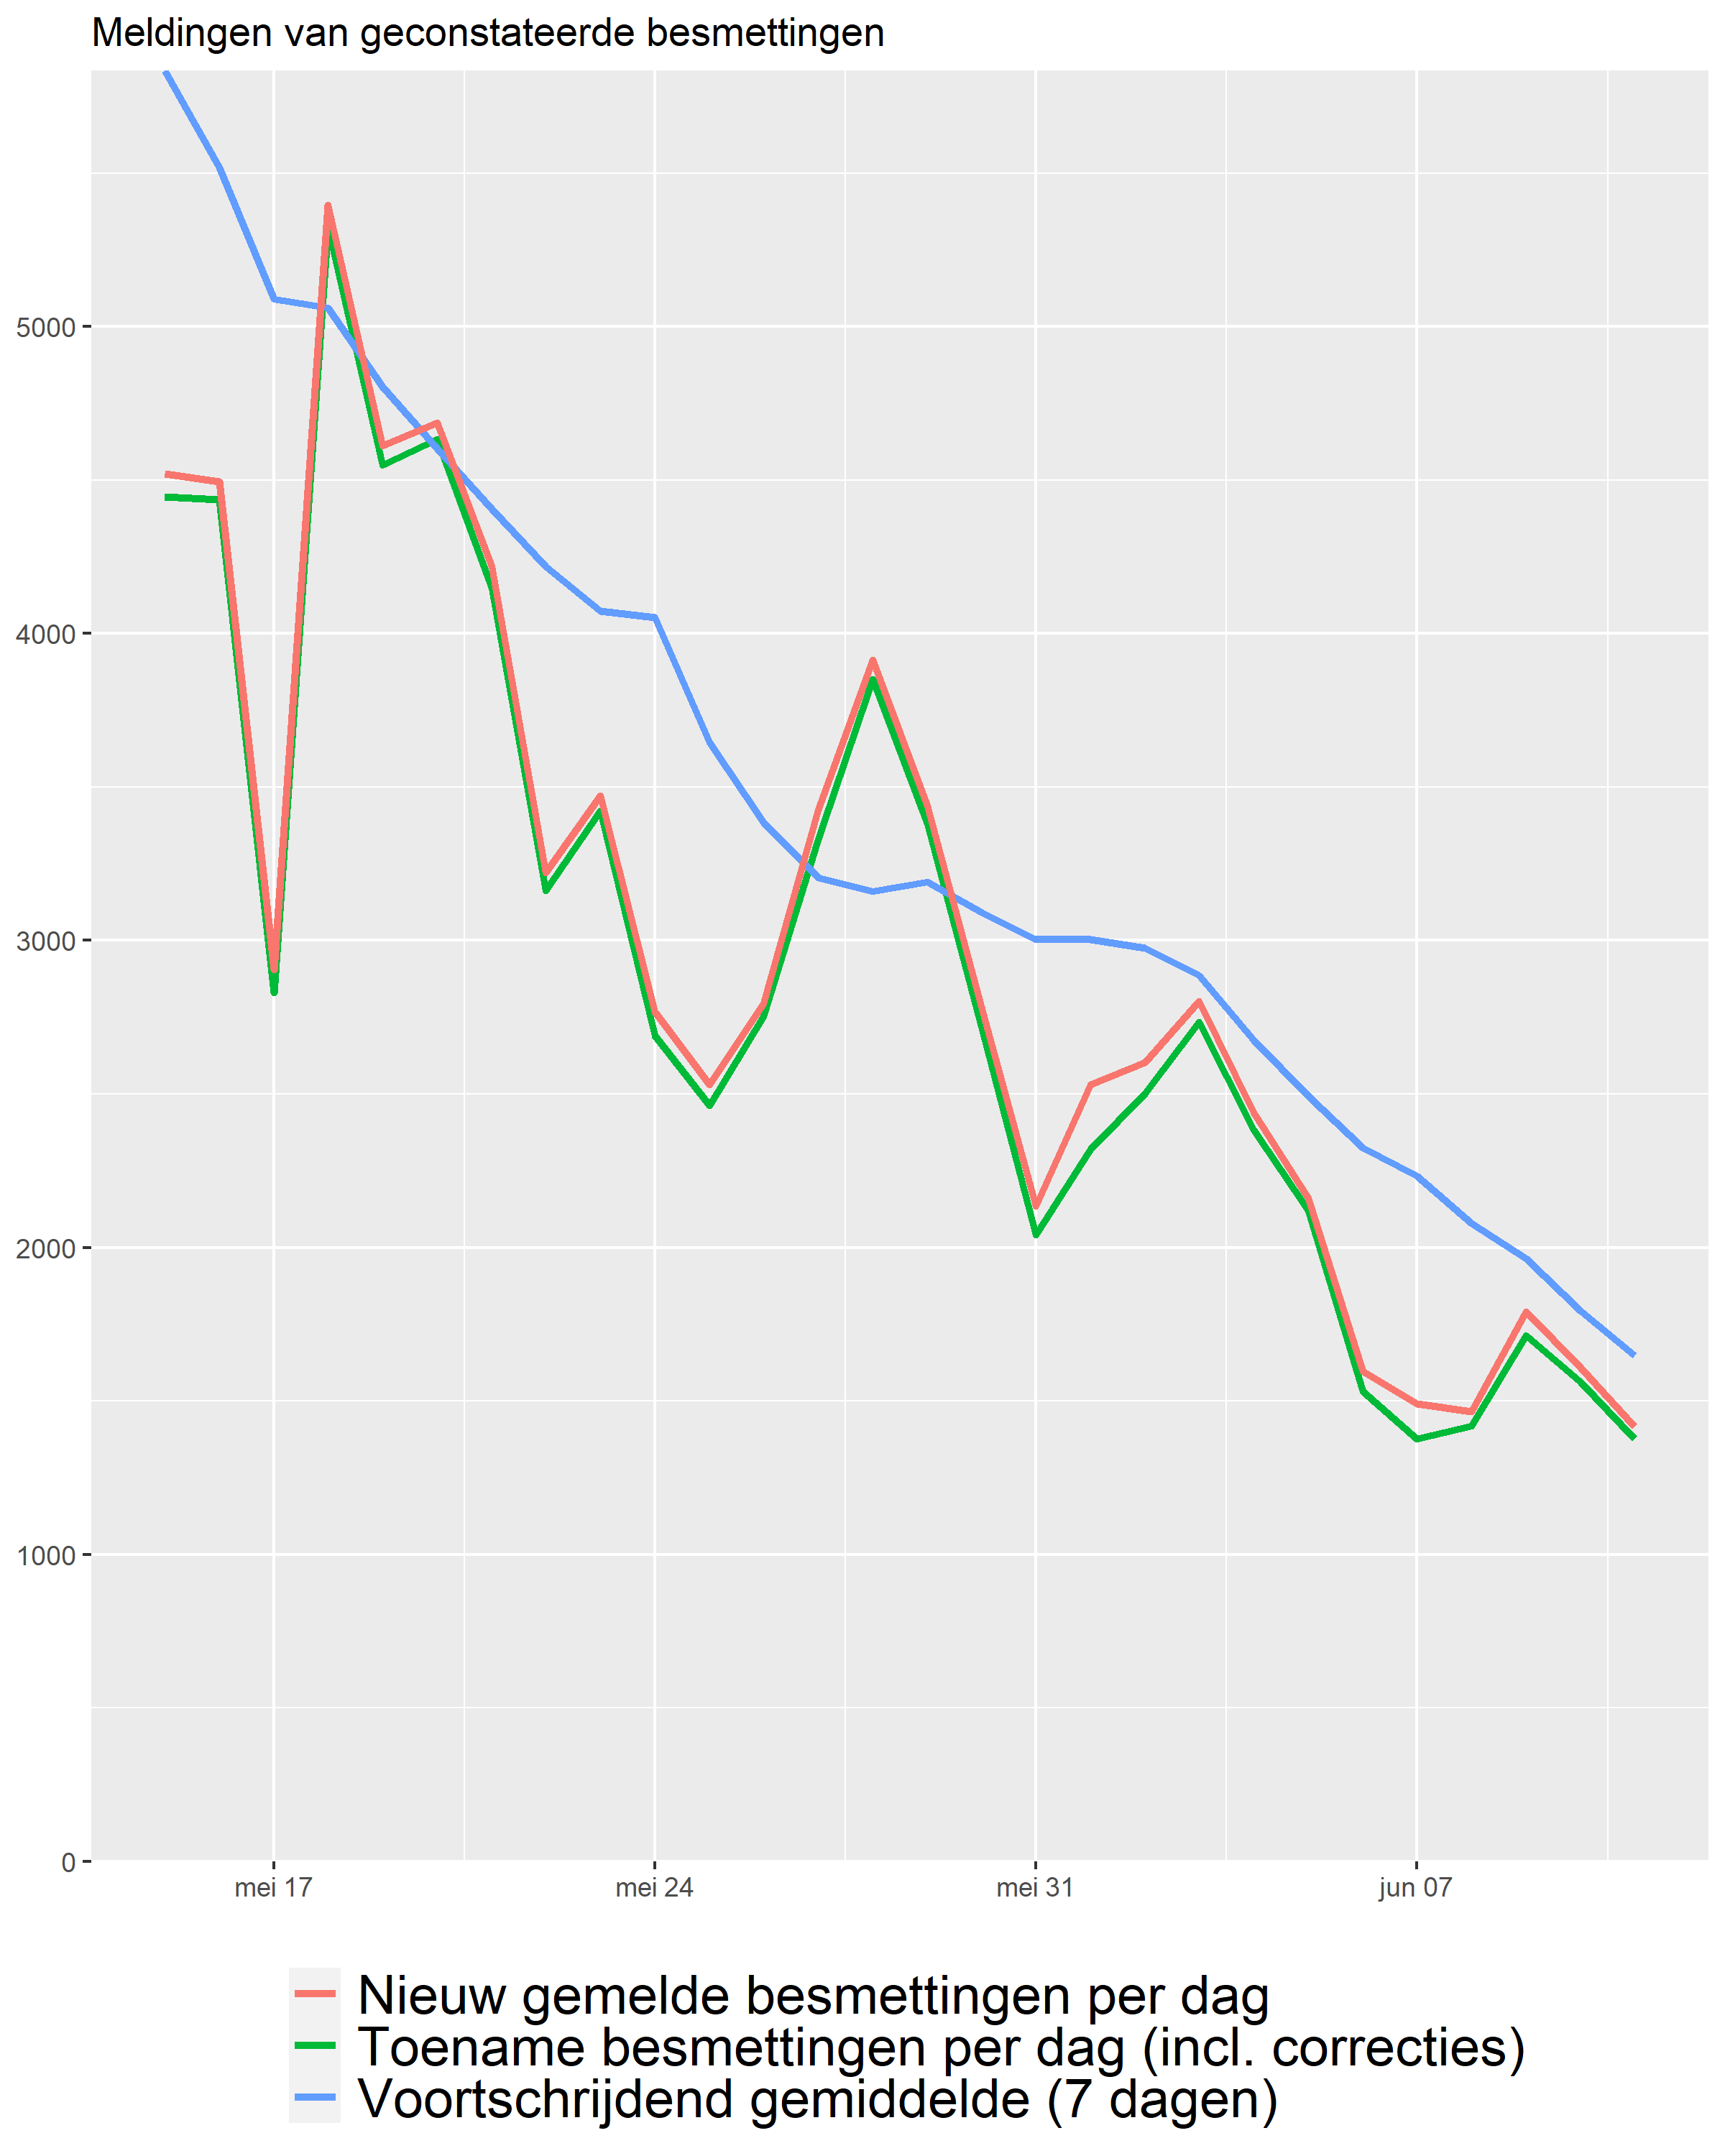 Meldingen van geconstateerde besmettingen
5000
4000
3000
2000
1000
0
mei 17 mei 24 mei 31 jun 07
Nieuw gemelde besmettingen per dag
Toename besmettingen per dag (incl. correcties)
Voortschrijdend gemiddelde (7 dagen)